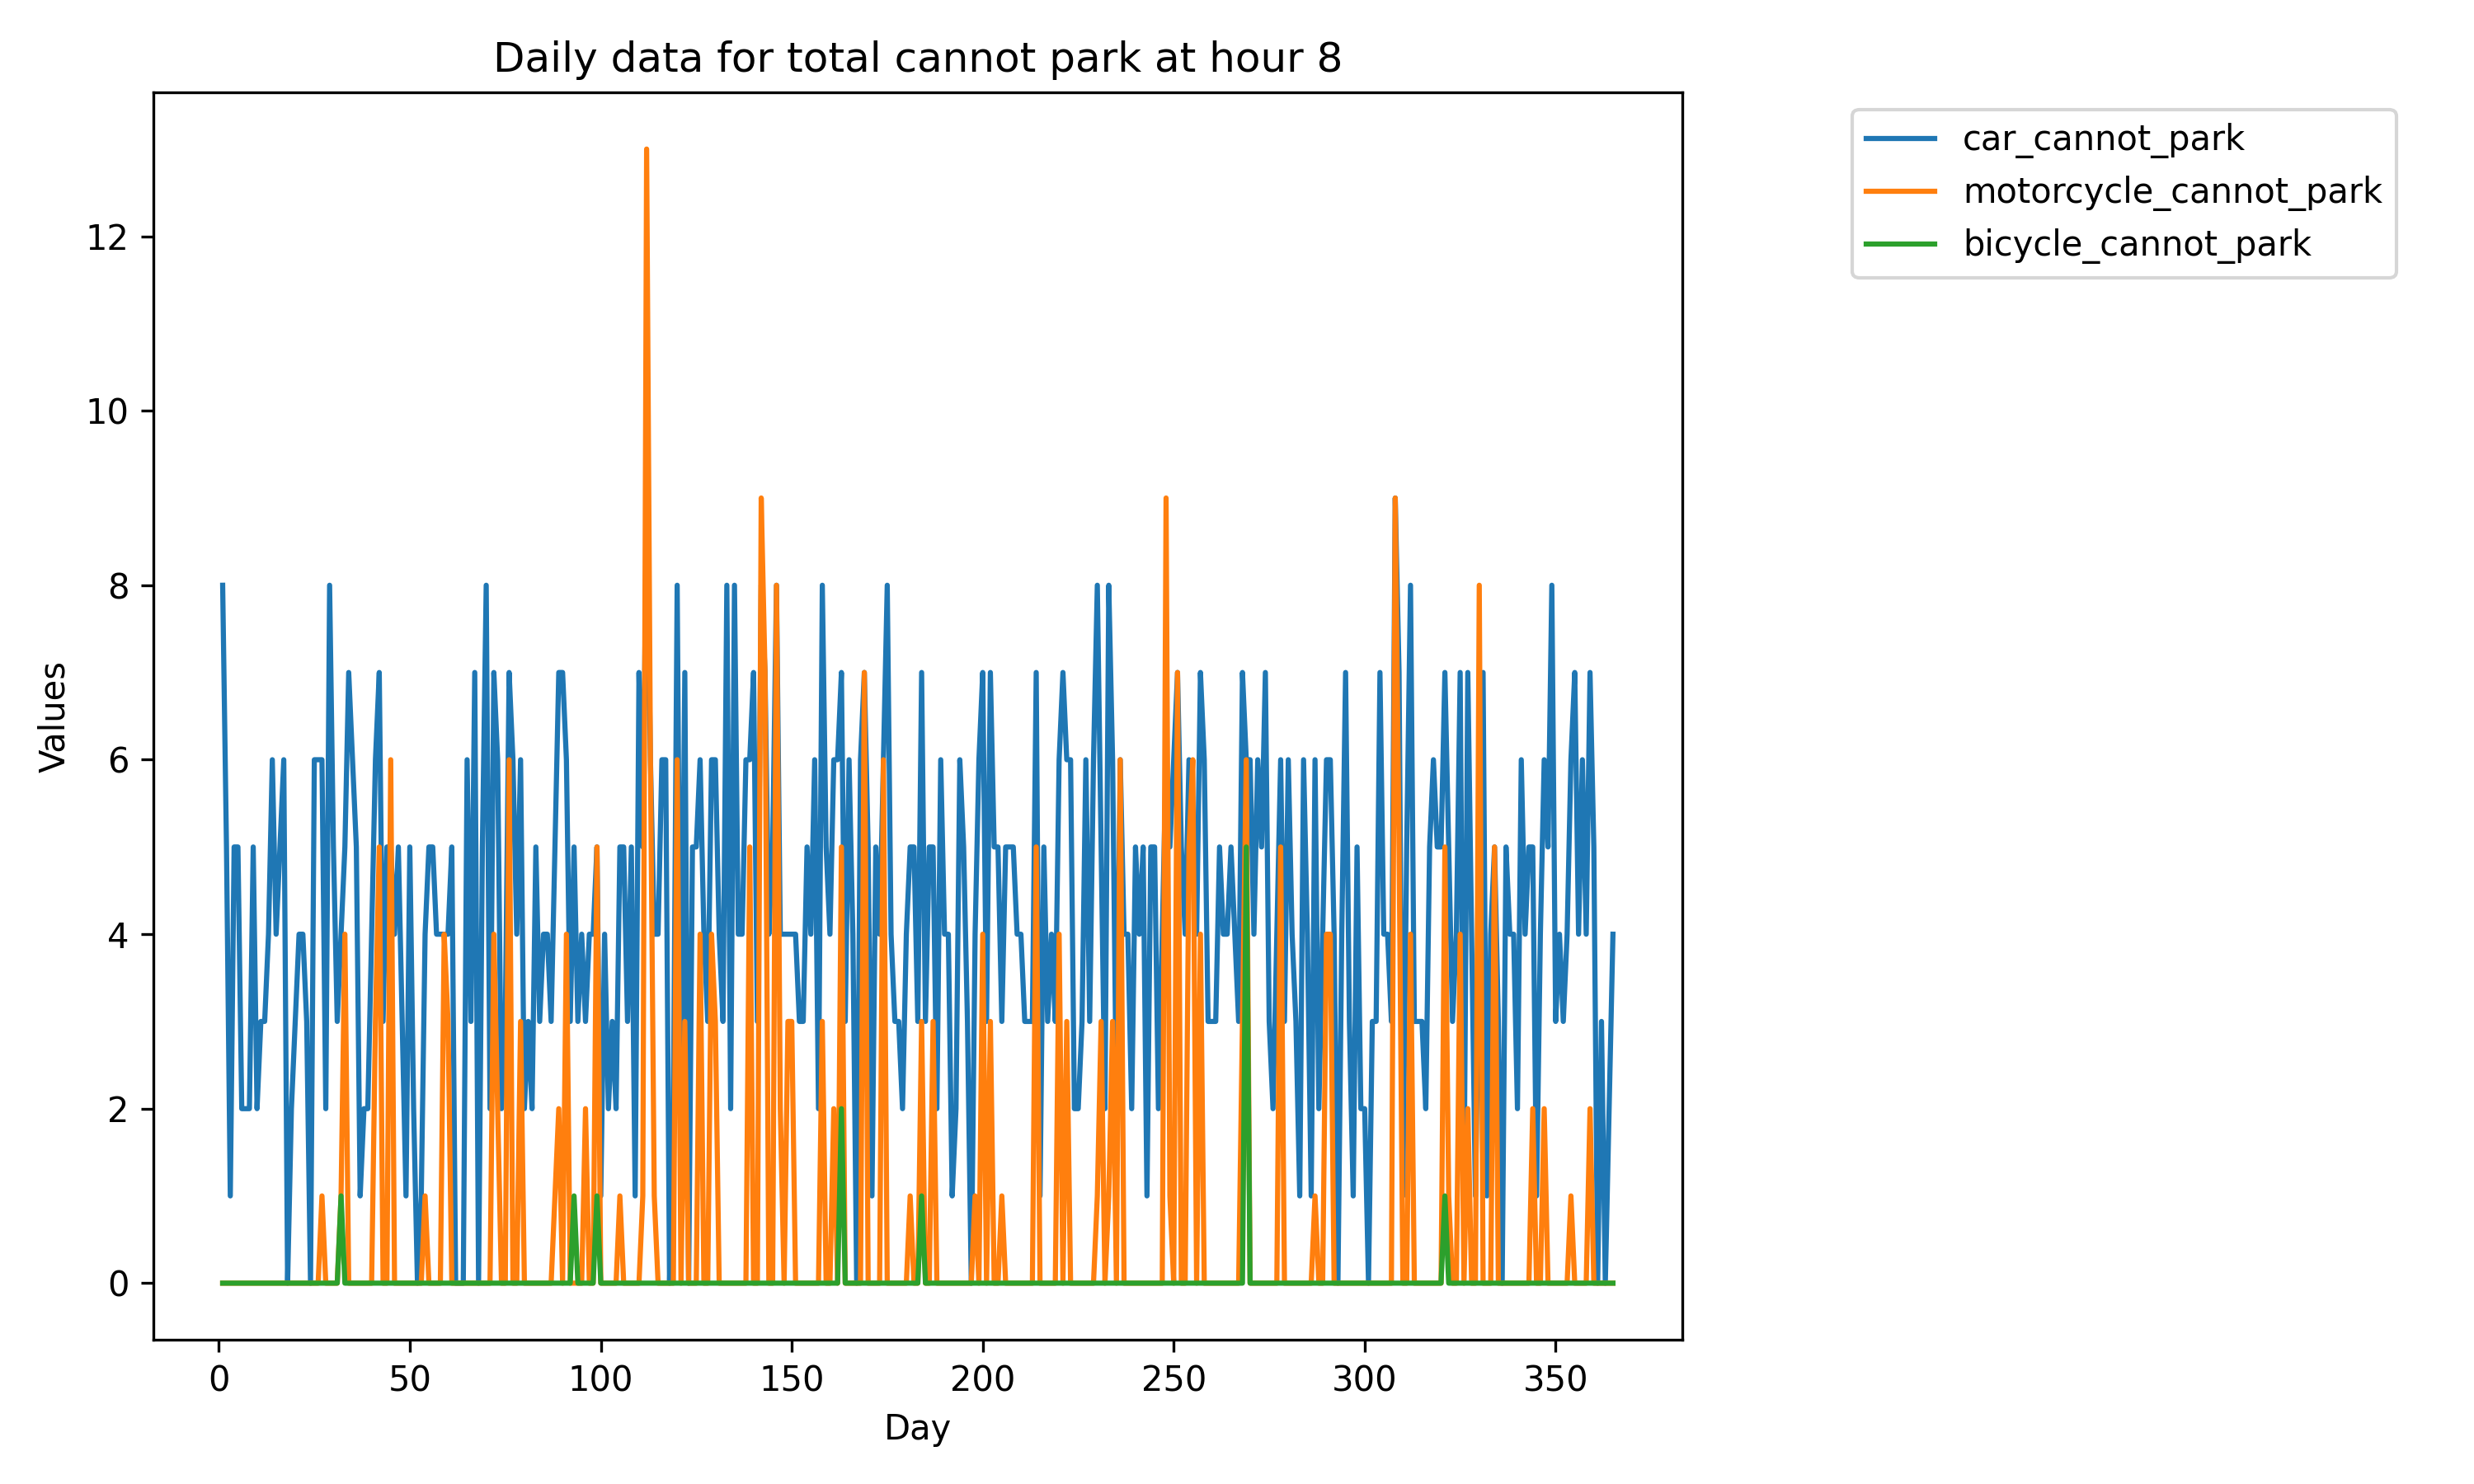 Daily data for total cannot park at hour 8
car_cannot_park
motorcycle_cannot_park
bicycle_cannot_park
Values
12
10
8
6
4
2
0
0 50 100 150 200 250 300 350
Day